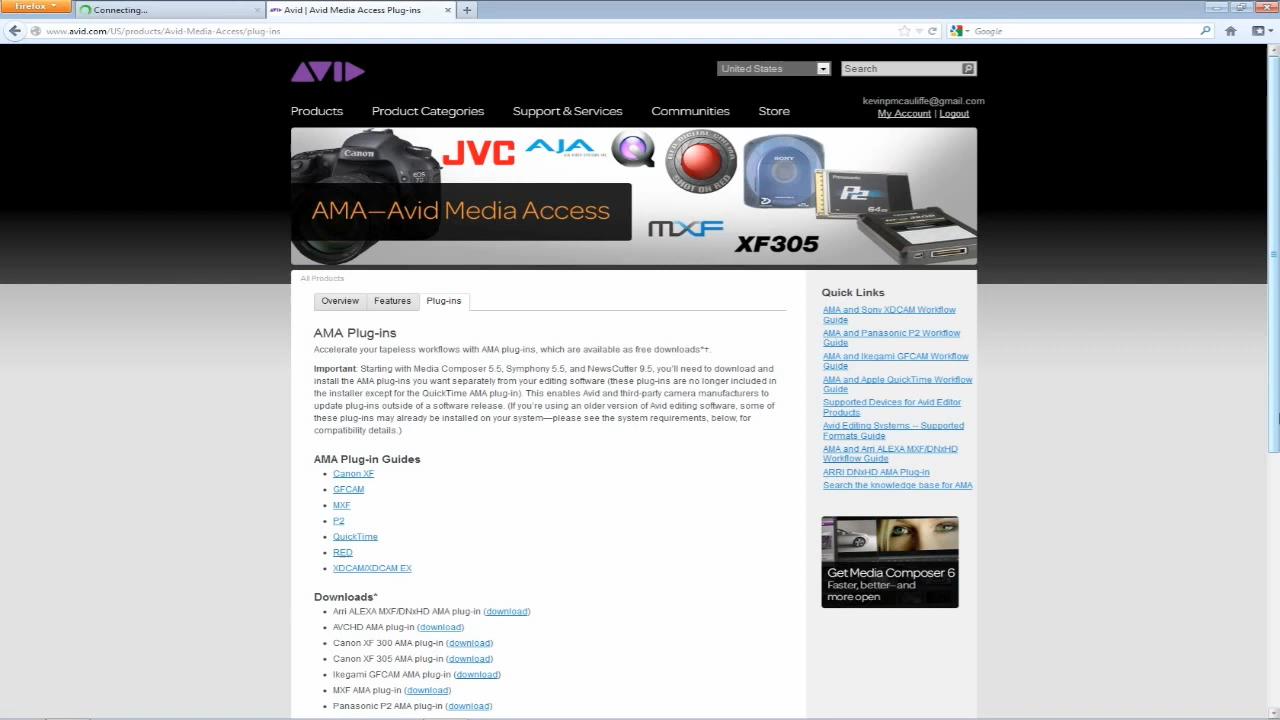 Firefox
Connecting...
Avid | Avid Media Access Plug-ins
www.avid.com/US/products/Avid-Media-Access/plug-ins
Google
AVID
United States
Search
Products
Product Categories
Support & Services
Communities
Store
kevinpmcauliffe@gmail.com
My Account | Logout
Canon
EOS
JVC
AJA
RED DIGITAL CINEMA
SHOT ON RED
SONY
Panasonic
P2
64GB
AMA—Avid Media Access
MXF
XF305
All Products
Overview
Features
Plug-ins
AMA Plug-ins
Accelerate your tapeless workflows with AMA plug-ins, which are available as free downloads*+.
Important: Starting with Media Composer 5.5, Symphony 5.5, and NewsCutter 9.5, you'll need to download and
install the AMA plug-ins you want separately from your editing software (these plug-ins are no longer included in
the installer except for the QuickTime AMA plug-in). This enables Avid and third-party camera manufacturers to
update plug-ins outside of a software release. (If you're using an older version of Avid editing software, some of
these plug-ins may already be installed on your system—please see the system requirements, below, for
compatibility details.)
AMA Plug-in Guides
Canon XF
GFCAM
MXF
P2
QuickTime
RED
XDCAM/XDCAM EX
Downloads*
Arri ALEXA MXF/DNxHD AMA plug-in (download)
AVCHD AMA plug-in (download)
Canon XF 300 AMA plug-in (download)
Canon XF 305 AMA plug-in (download)
Ikegami GFCAM AMA plug-in (download)
MXF AMA plug-in (download)
Panasonic P2 AMA plug-in (download)
Quick Links
AMA and Sony XDCAM Workflow
Guide
AMA and Panasonic P2 Workflow
Guide
AMA and Ikegami GFCAM Workflow
Guide
AMA and Apple QuickTime Workflow
Guide
Supported Devices for Avid Editor
Products
Avid Editing Systems -- Supported
Formats Guide
AMA and Arri ALEXA MXF/DNxHD
Workflow Guide
ARRI DNxHD AMA Plug-in
Search the knowledge base for AMA
Get Media Composer 6
Faster, better—and
more open